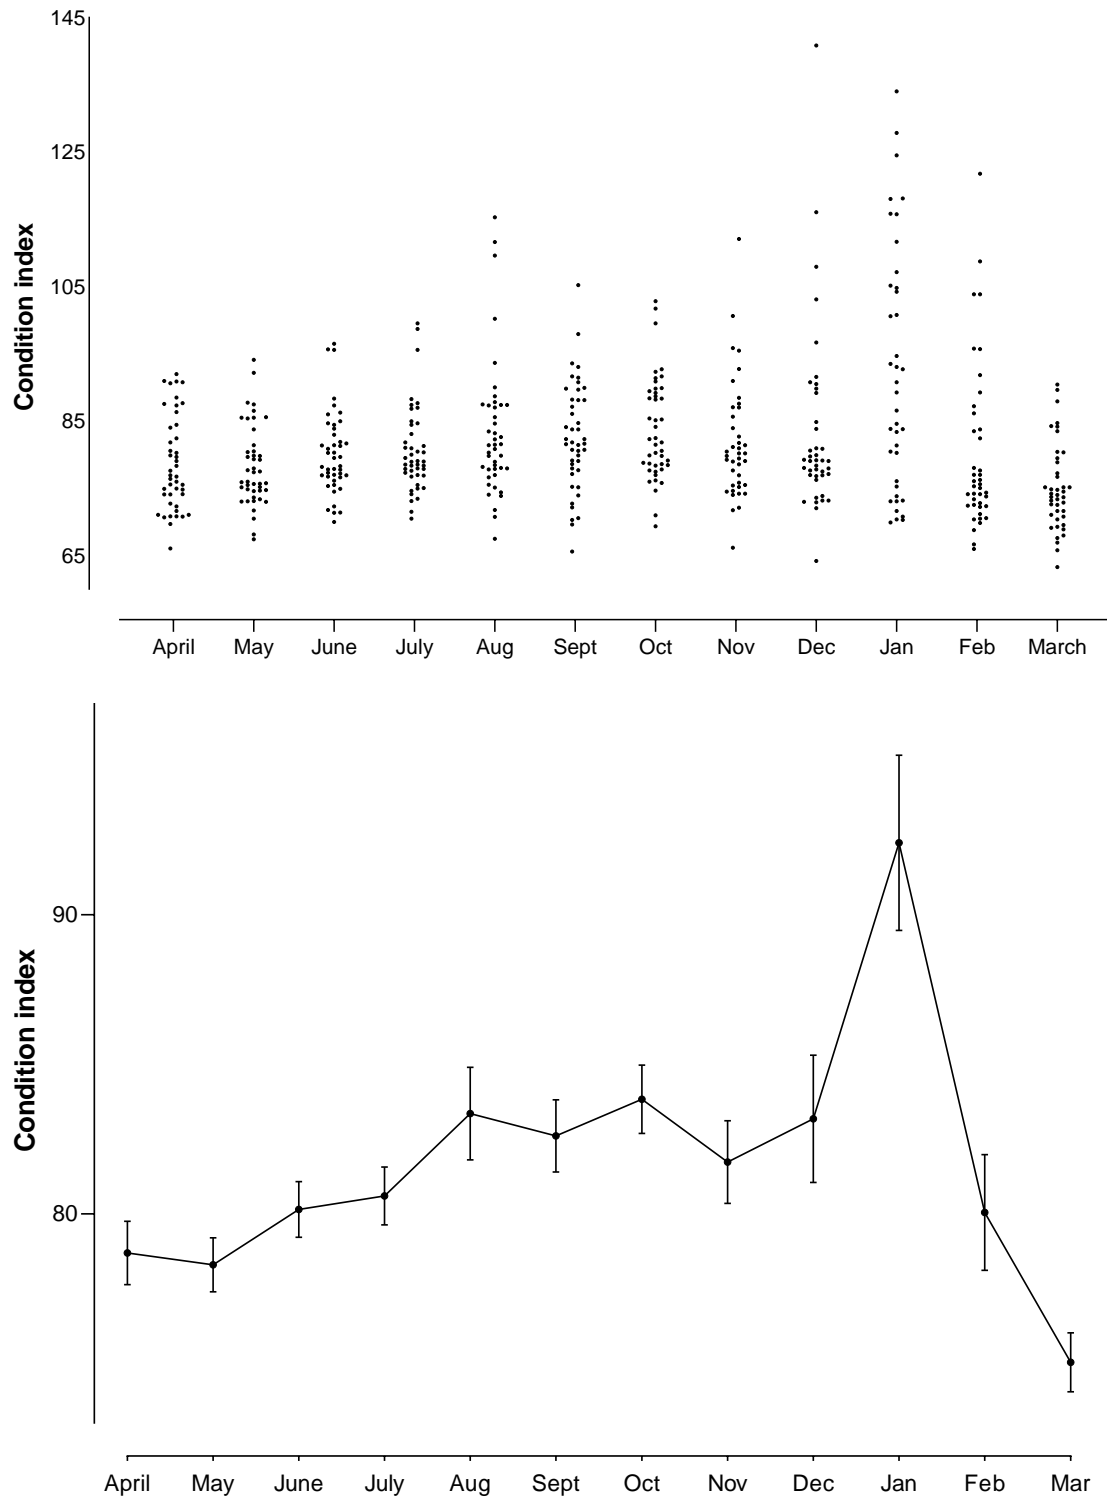 145
125
105
85
65
Condition index
April May June July Aug Sept Oct Nov Dec Jan Feb March
90
80
Condition index
April May June July Aug Sept Oct Nov Dec Jan Feb Mar